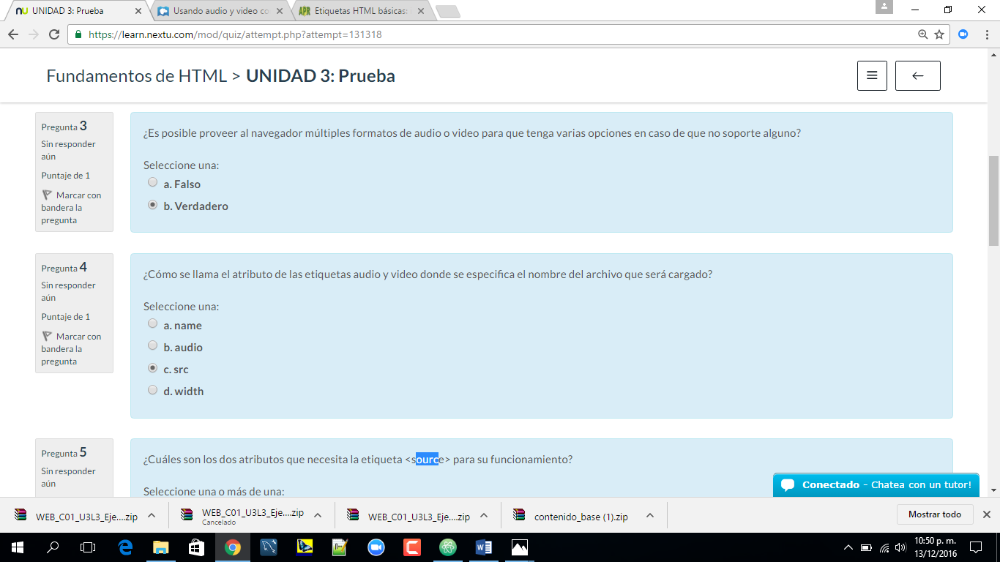 UNIDAD 3: Prueba
Usando audio y video co
Etiquetas HTML básicas:
https://learn.nextu.com/mod/quiz/attempt.php?attempt=131318
Fundamentos de HTML > UNIDAD 3: Prueba
Pregunta 3
Sin responder
aún
Puntaje de 1
Marcar con
bandera la
pregunta
¿Es posible proveer al navegador múltiples formatos de audio o video para que tenga varias opciones en caso de que no soporte alguno?
Seleccione una:
a. Falso
b. Verdadero
Pregunta 4
Sin responder
aún
Puntaje de 1
Marcar con
bandera la
pregunta
¿Cómo se llama el atributo de las etiquetas audio y video donde se especifica el nombre del archivo que será cargado?
Seleccione una:
a. name
b. audio
c. src
d. width
Pregunta 5
Sin responder
aún
¿Cuáles son los dos atributos que necesita la etiqueta <source> para su funcionamiento?
Seleccione una o más de una:
Conectado - Chatea con un tutor!
WEB_C01_U3L3_Eje....zip
WEB_C01_U3L3_Eje....zip
Cancelado
WEB_C01_U3L3_Eje....zip
contenido_base (1).zip
Mostrar todo
10:50 p. m.
13/12/2016